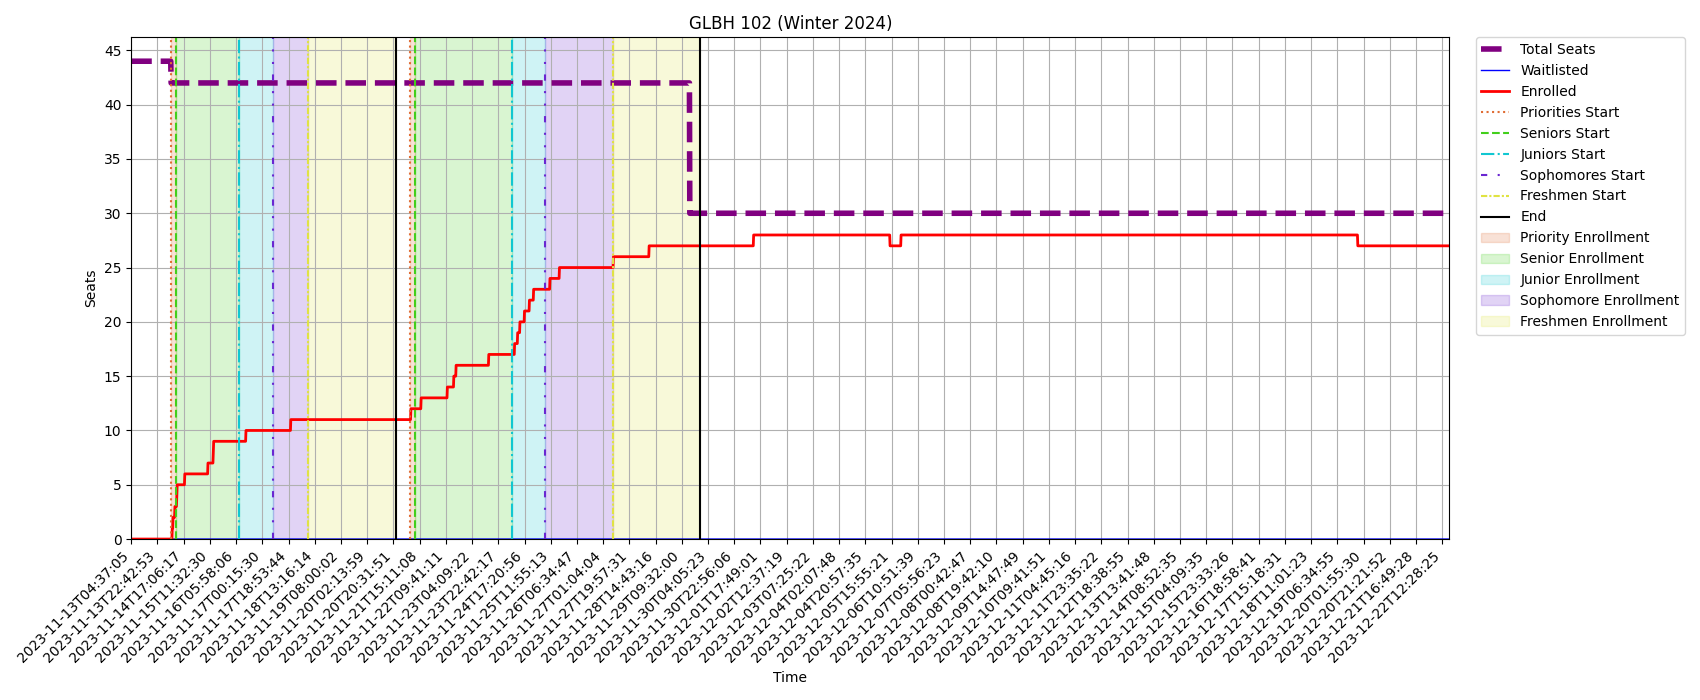 GLBH 102 (Winter 2024)
45
40
35
30
25
20
15
10
5
0
Seats
2023-11-13T04:37:05
2023-11-13T22:42:53
2023-11-14T17:06:17
2023-11-15T11:32:30
2023-11-16T05:58:06
2023-11-17T00:15:30
2023-11-17T18:53:44
2023-11-18T13:16:14
2023-11-19T08:00:02
2023-11-20T02:13:59
2023-11-20T20:31:51
2023-11-21T15:11:08
2023-11-22T09:41:11
2023-11-23T04:09:22
2023-11-23T22:42:17
2023-11-24T17:20:56
2023-11-25T11:55:13
2023-11-26T06:34:47
2023-11-27T01:04:04
2023-11-27T19:57:31
2023-11-28T14:43:16
2023-11-29T09:32:00
2023-11-30T04:05:23
2023-11-30T22:56:06
2023-12-01T17:49:01
2023-12-02T12:37:19
2023-12-03T07:25:22
2023-12-04T02:07:48
2023-12-04T20:57:35
2023-12-05T15:55:21
2023-12-06T10:51:39
2023-12-07T05:56:23
2023-12-08T00:42:47
2023-12-08T19:42:10
2023-12-09T14:47:49
2023-12-10T09:41:51
2023-12-11T04:45:16
2023-12-11T23:35:22
2023-12-12T18:38:55
2023-12-13T13:41:48
2023-12-14T08:52:35
2023-12-15T04:09:35
2023-12-15T23:33:26
2023-12-16T18:58:41
2023-12-17T15:18:31
2023-12-18T11:01:23
2023-12-19T06:34:55
2023-12-20T01:55:30
2023-12-20T21:21:52
2023-12-21T16:49:28
2023-12-22T12:28:25
Time
Total Seats
Waitlisted
Enrolled
Priorities Start
Seniors Start
Juniors Start
Sophomores Start
Freshmen Start
End
Priority Enrollment
Senior Enrollment
Junior Enrollment
Sophomore Enrollment
Freshmen Enrollment